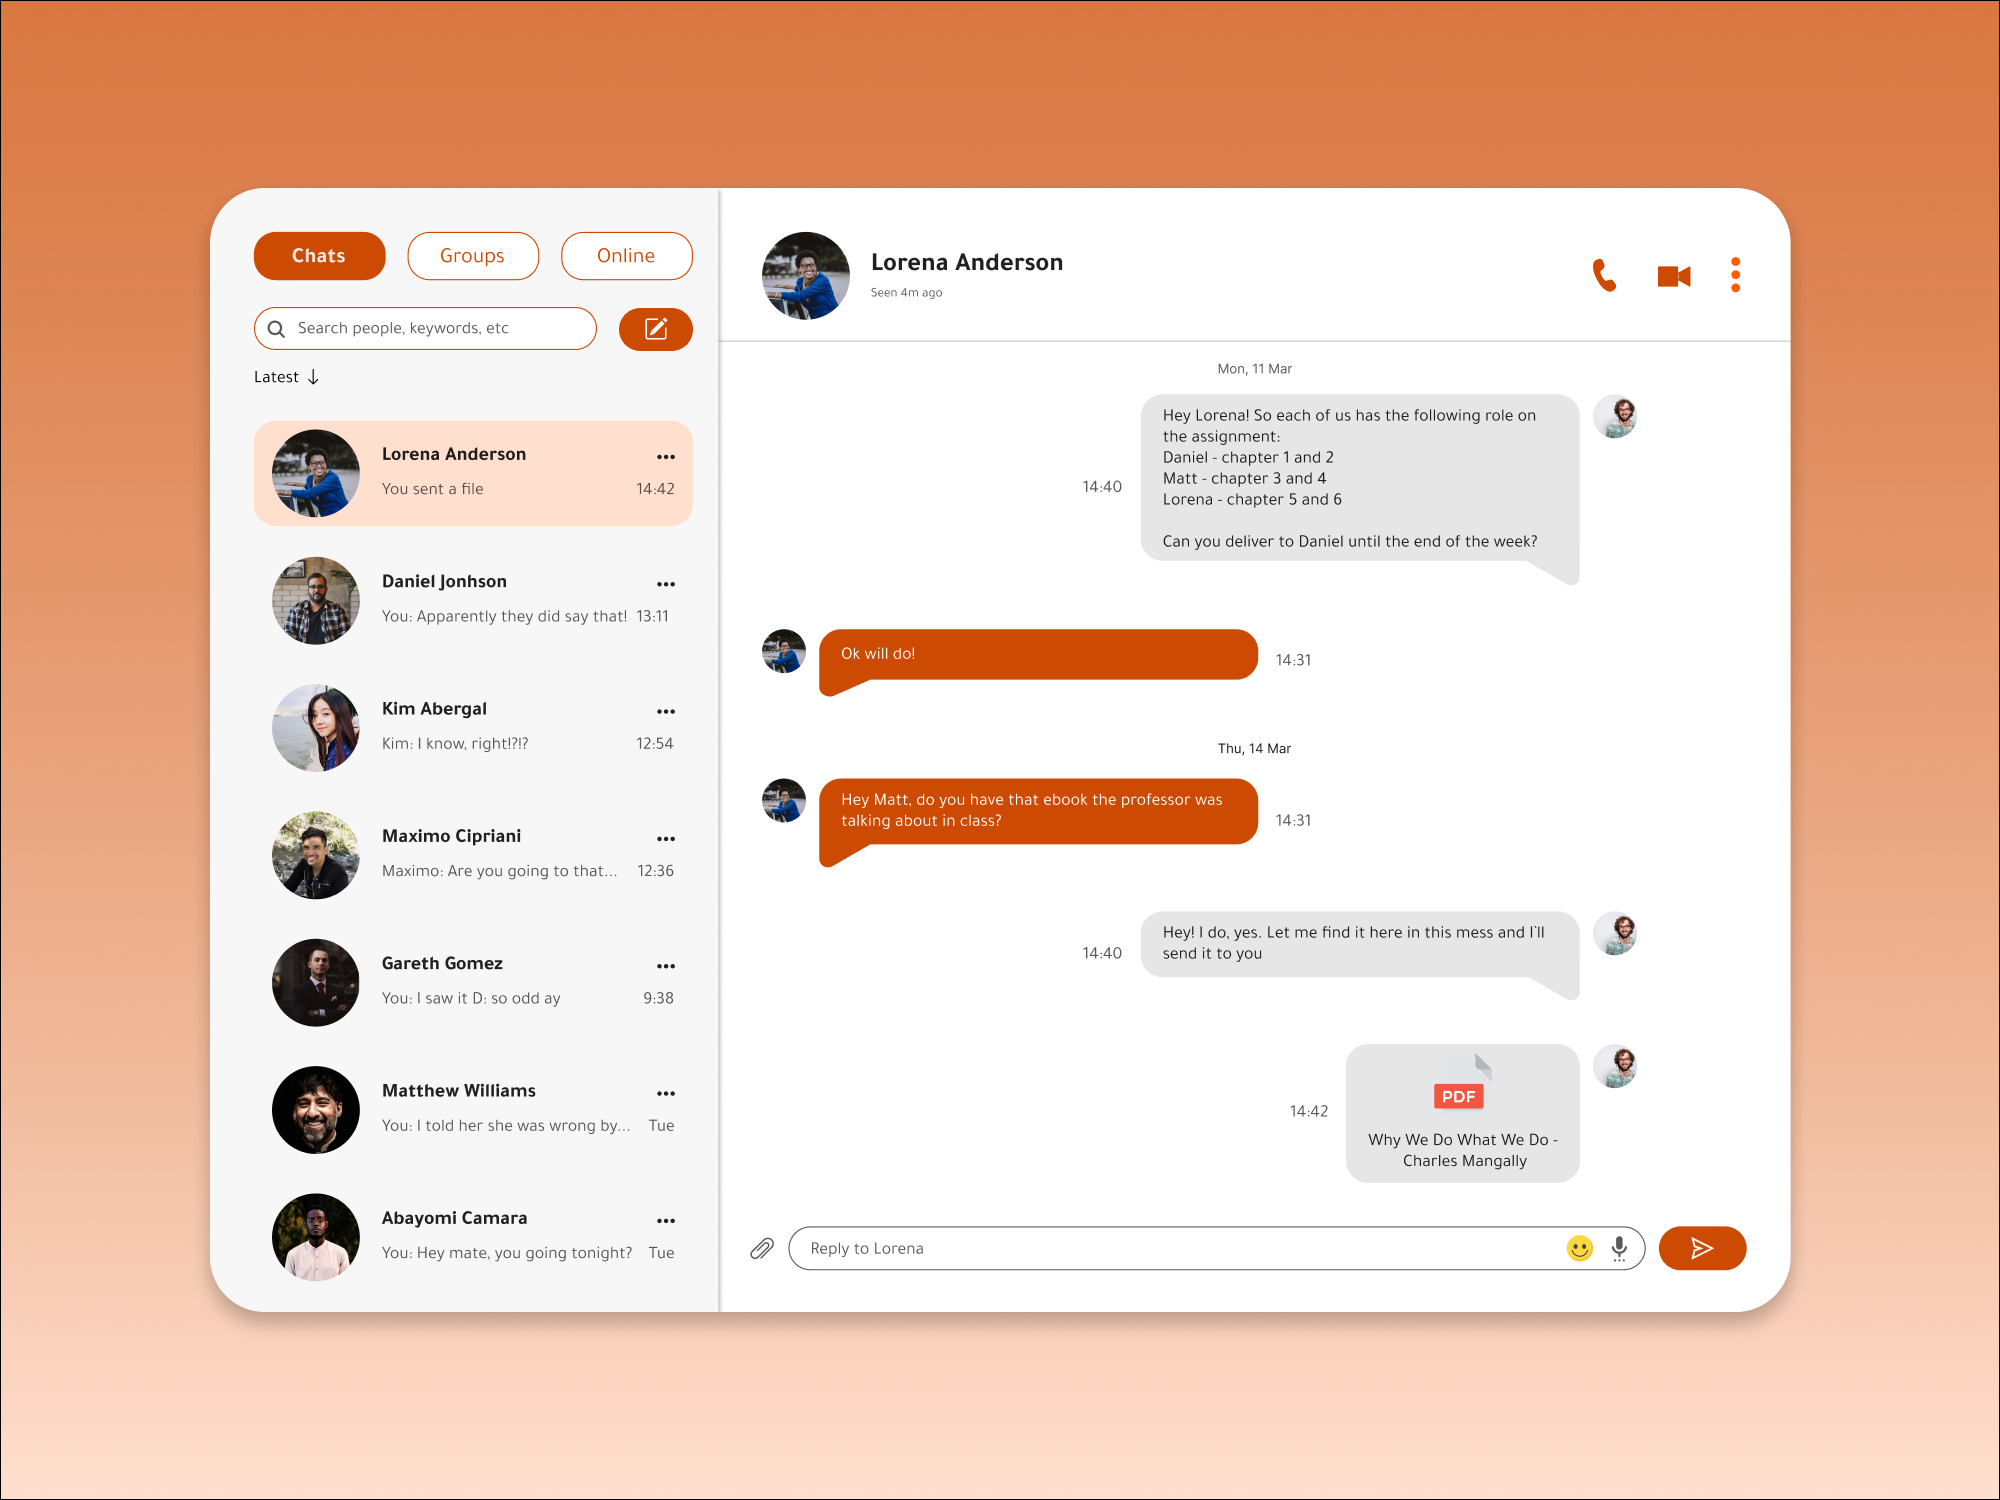 Chats
Groups
Online
Search people, keywords, etc
Latest
Lorena Anderson
You sent a file
14:42
Daniel Jonhson
You: Apparently they did say that!
13:11
Kim Abergal
Kim: I know, right!?!?
12:54
Maximo Cipriani
Maximo: Are you going to that...
12:36
Gareth Gomez
You: I saw it D: so odd ay
9:38
Matthew Williams
You: I told her she was wrong by...
Tue
Abayomi Camara
You: Hey mate, you going tonight?
Tue
Lorena Anderson
Seen 4m ago
Mon, 11 Mar
Hey Lorena! So each of us has the following role on
the assignment:
Daniel - chapter 1 and 2
Matt - chapter 3 and 4
Lorena - chapter 5 and 6
Can you deliver to Daniel until the end of the week?
14:40
Ok will do!
14:31
Thu, 14 Mar
Hey Matt, do you have that ebook the professor was
talking about in class?
14:31
Hey! I do, yes. Let me find it here in this mess and I`ll
send it to you
14:40
PDF
Why We Do What We Do -
Charles Mangally
14:42
Reply to Lorena